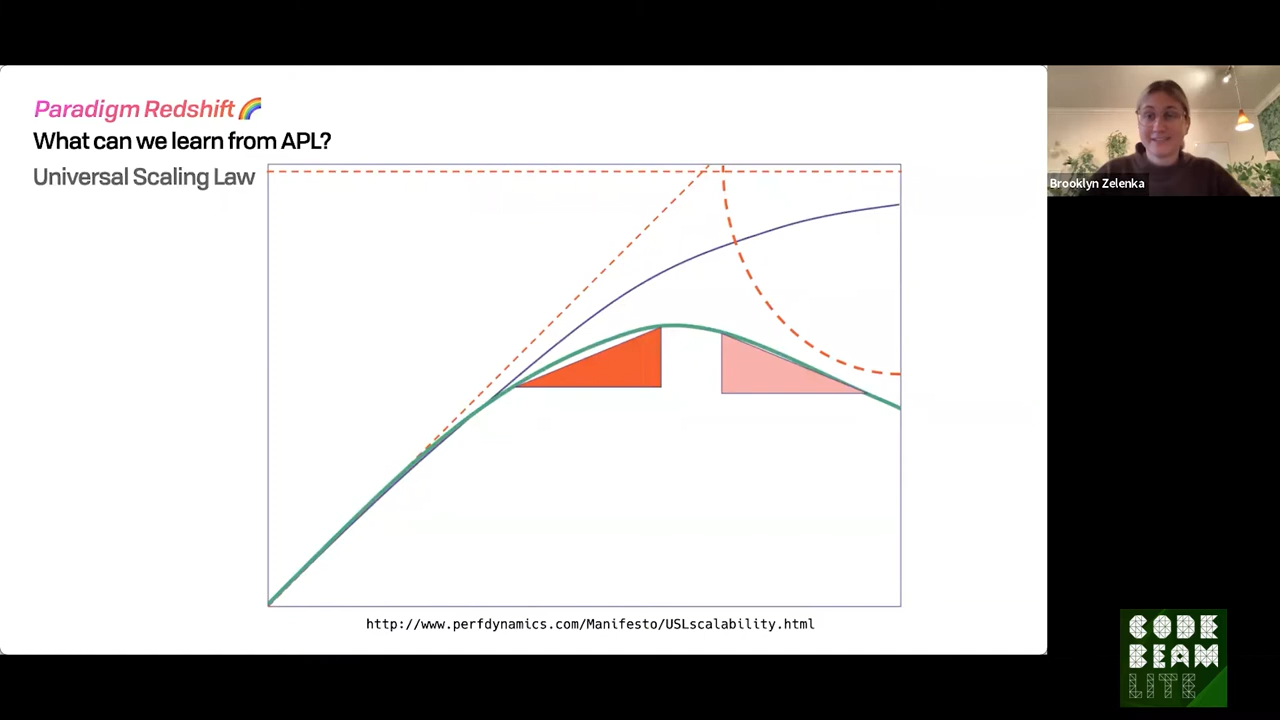 Paradigm Redshift🌈
What can we learn from APL?
Universal Scaling Law
http://www.perfdynamics.com/Manifesto/USLscalability.html
Brooklyn Zelenka
CODE
BEAM
LITE